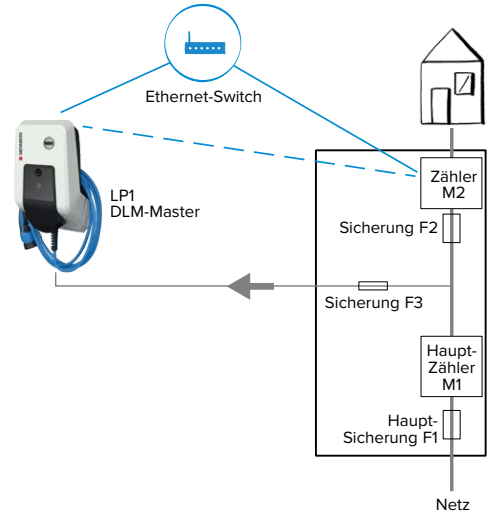 Ethernet-Switch
LP1
DLM-Master
Zähler
M2
Sicherung F2
Sicherung F3
Haupt-
Zähler
M1
Haupt-
Sicherung F1
Netz